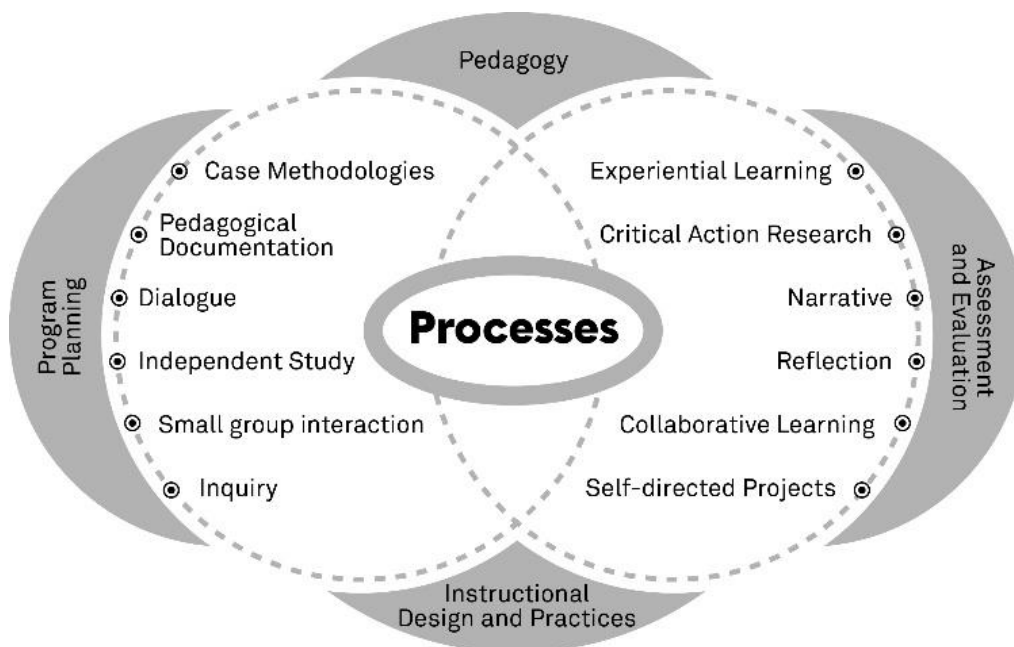 Pedagogy
Program
Planning
Case Methodologies
Pedagogical
Documentation
Dialogue
Independent Study
Small group interaction
Inquiry
Processes
Experiential Learning
Critical Action Research
Narrative
Reflection
Collaborative Learning
Self-directed Projects
Assessment
and Evaluation
Instructional
Design and Practices